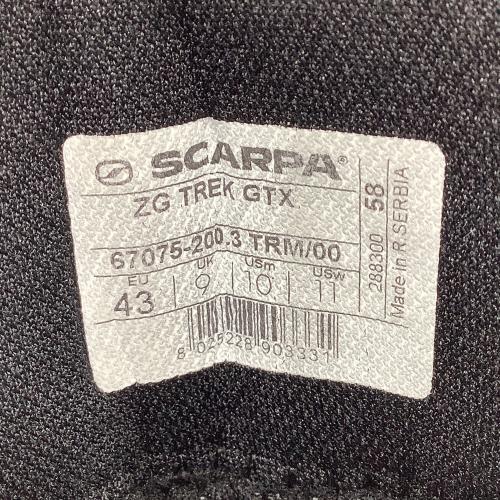 SCARPA®
ZG TREK GTX
67075-200.3 TRM/00
EU UK USm USw
43 9 10 11
8 025228 903331
288300 58
Made in R SERBIA